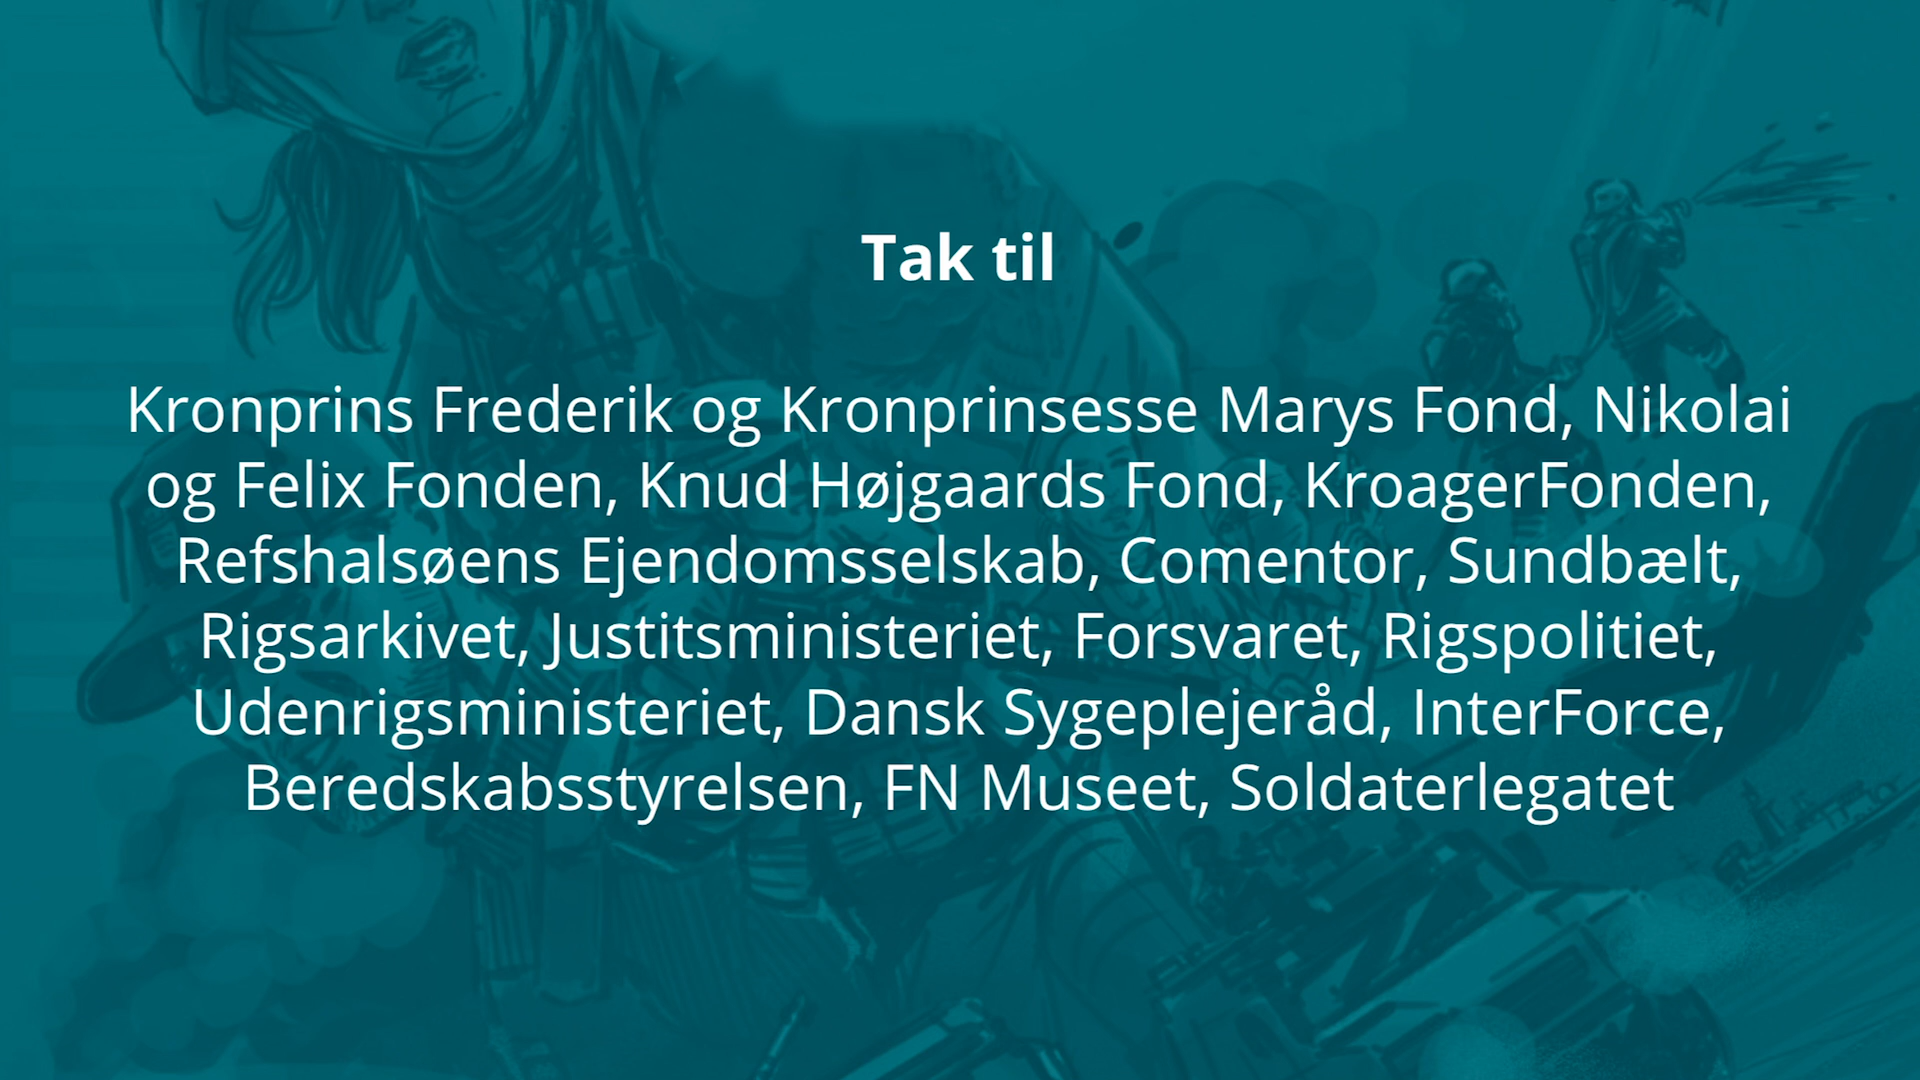 Tak til
Kronprins Frederik og Kronprinsesse Marys Fond, Nikolai
og Felix Fonden, Knud Højgaards Fond, KroagerFonden,
Refshalsøens Ejendomsselskab, Comentor, Sundbælt,
Rigsarkivet, Justitsministeriet, Forsvaret, Rigspolitiet,
Udenrigsministeriet, Dansk Sygeplejeråd, InterForce,
Beredskabsstyrelsen, FN Museet, Soldaterlegatet